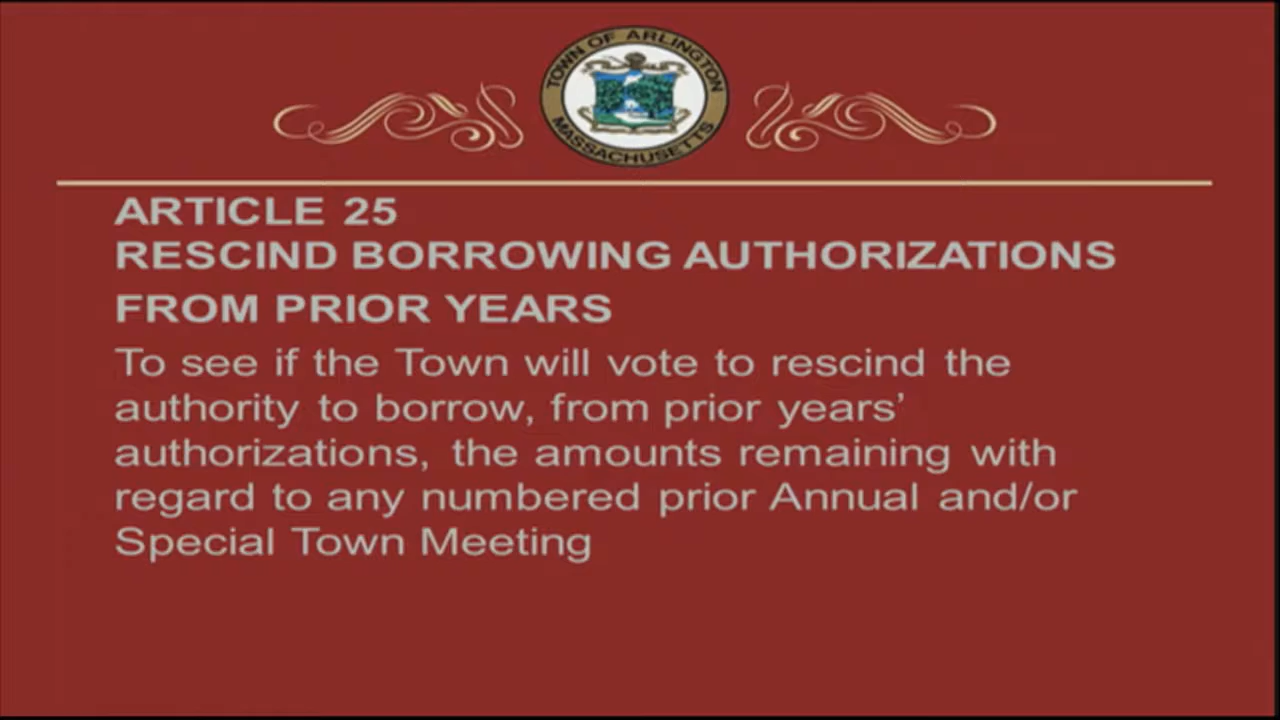 TOWN OF ARLINGTON
MASSACHUSETTS
ARTICLE 25
RESCIND BORROWING AUTHORIZATIONS
FROM PRIOR YEARS
To see if the Town will vote to rescind the
authority to borrow, from prior years’
authorizations, the amounts remaining with
regard to any numbered prior Annual and/or
Special Town Meeting